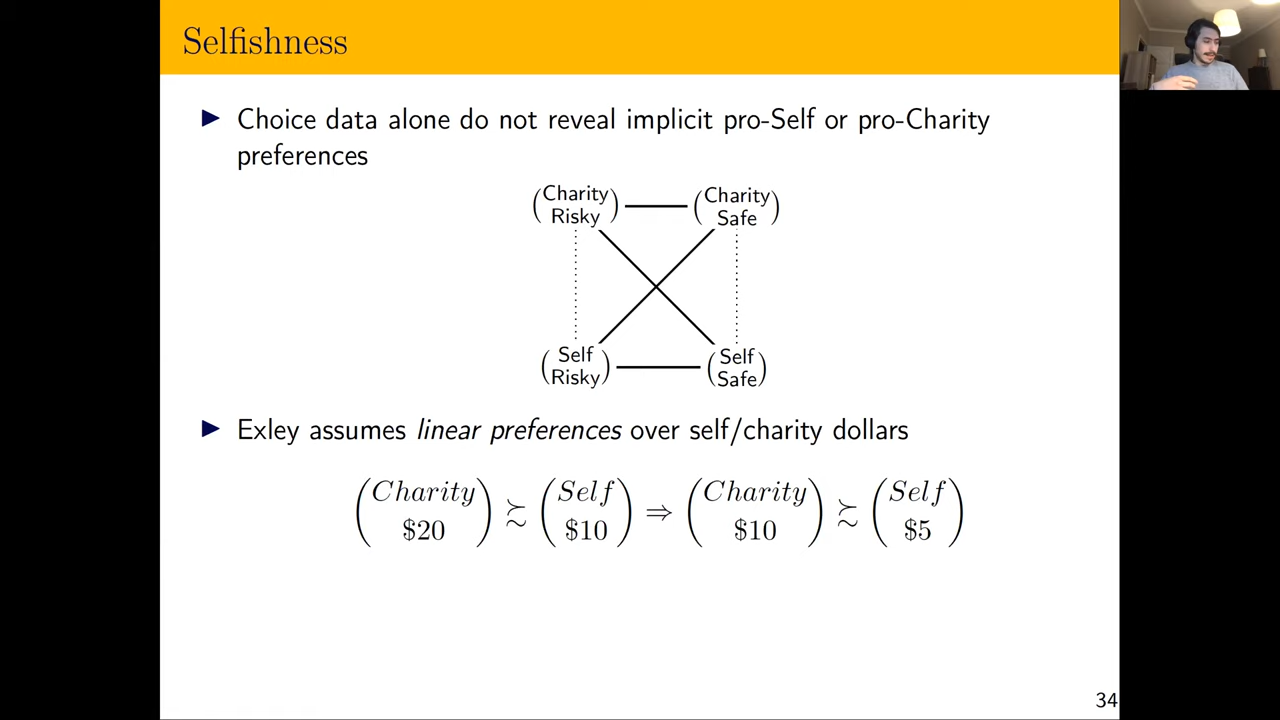 Selfishness
▶ Choice data alone do not reveal implicit pro-Self or pro-Charity
preferences
(Charity Risky) (Charity Safe)
(Self Risky) (Self Safe)
▶ Exley assumes linear preferences over self/charity dollars
(Charity $20) ≿ (Self $10) ⇒ (Charity $10) ≿ (Self $5)
34